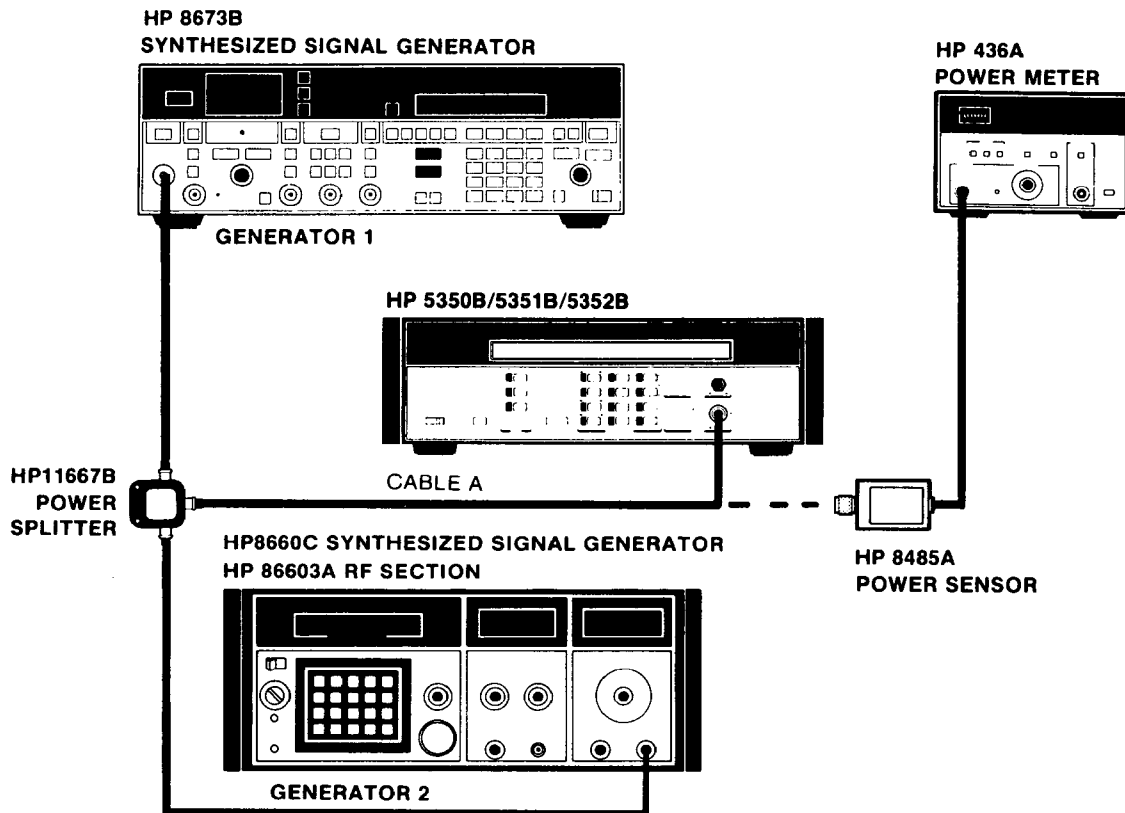 HP 8673B
SYNTHESIZED SIGNAL GENERATOR
HP 436A
POWER METER
GENERATOR 1
HP 5350B/5351B/5352B
HP11667B
POWER
SPLITTER
CABLE A
HP 8485A
POWER SENSOR
HP8660C SYNTHESIZED SIGNAL GENERATOR
HP 86603A RF SECTION
GENERATOR 2